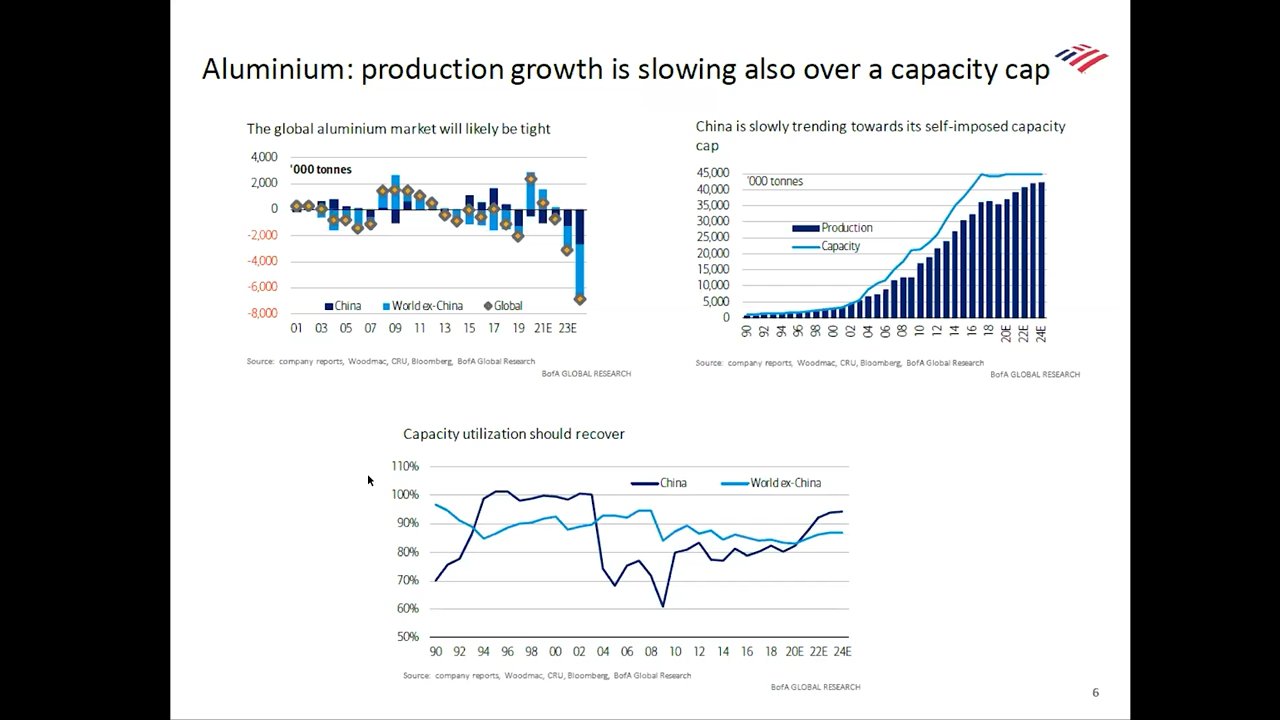 Aluminium: production growth is slowing also over a capacity cap
The global aluminium market will likely be tight
4,000
2,000
0
-2,000
-4,000
-6,000
-8,000
'000 tonnes
China World ex-China Global
01 03 05 07 09 11 13 15 17 19 21E 23E
Source: company reports, Woodmac, CRU, Bloomberg, BofA Global Research
BofA GLOBAL RESEARCH
China is slowly trending towards its self-imposed capacity
cap
45,000
40,000
35,000
30,000
25,000
20,000
15,000
10,000
5,000
0
'000 tonnes
Production
Capacity
90 92 94 96 98 00 02 04 06 08 10 12 14 16 18 20E 22E 24E
Source: company reports, Woodmac, CRU, Bloomberg, BofA Global Research
BofA GLOBAL RESEARCH
Capacity utilization should recover
110%
100%
90%
80%
70%
60%
50%
China World ex-China
90 92 94 96 98 00 02 04 06 08 10 12 14 16 18 20E 22E 24E
Source: company reports, Woodmac, CRU, Bloomberg, BofA Global Research
BofA GLOBAL RESEARCH
6